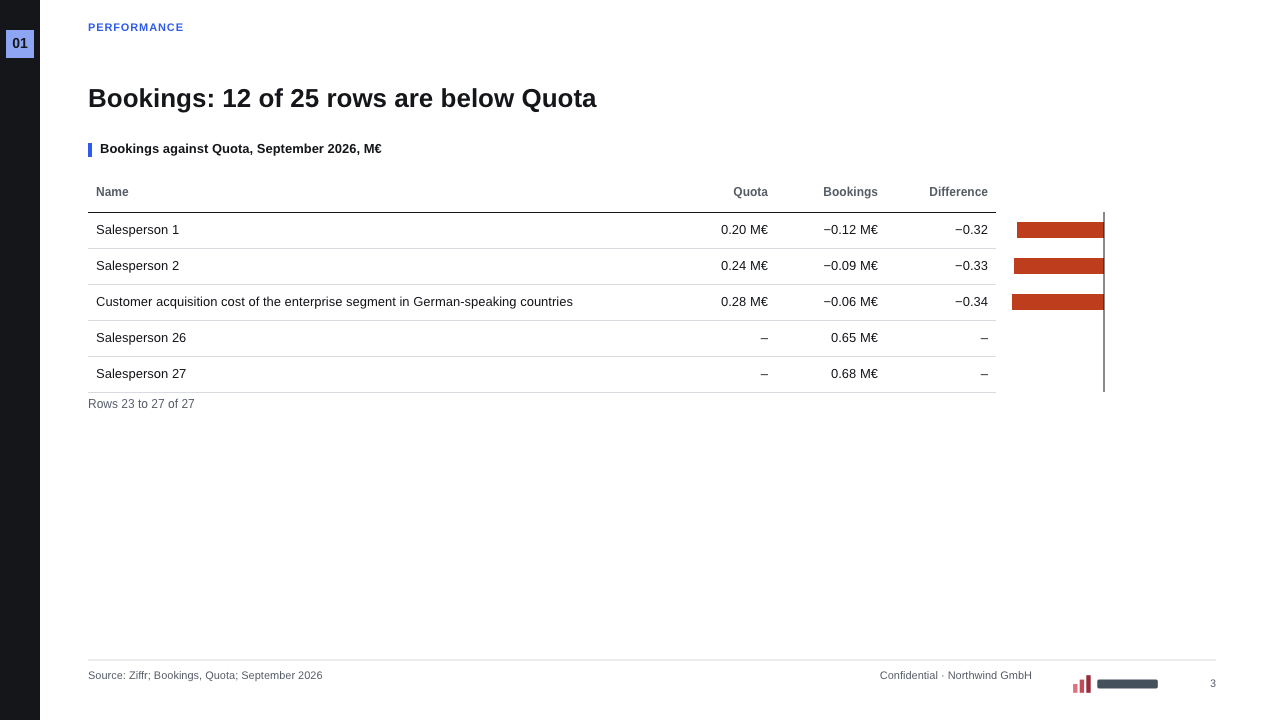 PERFORMANCE
01
Bookings: 12 of 25 rows are below Quota
Bookings against Quota, September 2026, M€
Name Quota Bookings Difference
Salesperson 1 0.20 M€ −0.12 M€ −0.32
Salesperson 2 0.24 M€ −0.09 M€ −0.33
Customer acquisition cost of the enterprise segment in German-speaking countries 0.28 M€ −0.06 M€ −0.34
Salesperson 26 – 0.65 M€ –
Salesperson 27 – 0.68 M€ –
Rows 23 to 27 of 27
Source: Ziffr; Bookings, Quota; September 2026 Confidential · Northwind GmbH 3